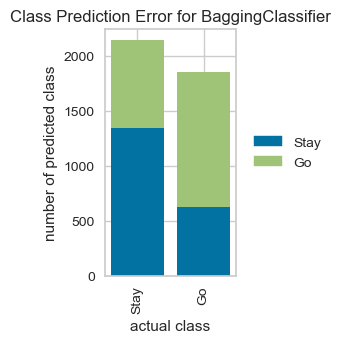 Class Prediction Error for BaggingClassifier
number of predicted class
2000
1500
1000
500
0
Stay
Go
actual class
Stay
Go